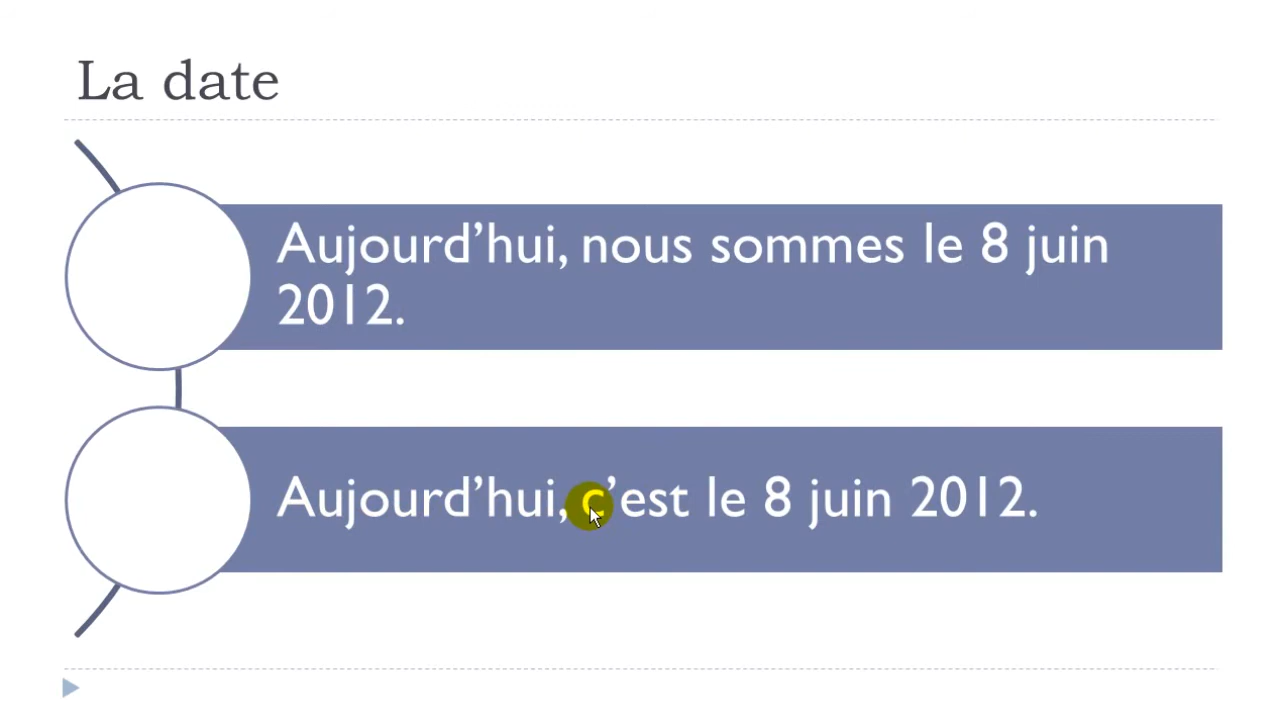 La date
Aujourd’hui, nous sommes le 8 juin
2012.
Aujourd’hui, c’est le 8 juin 2012.